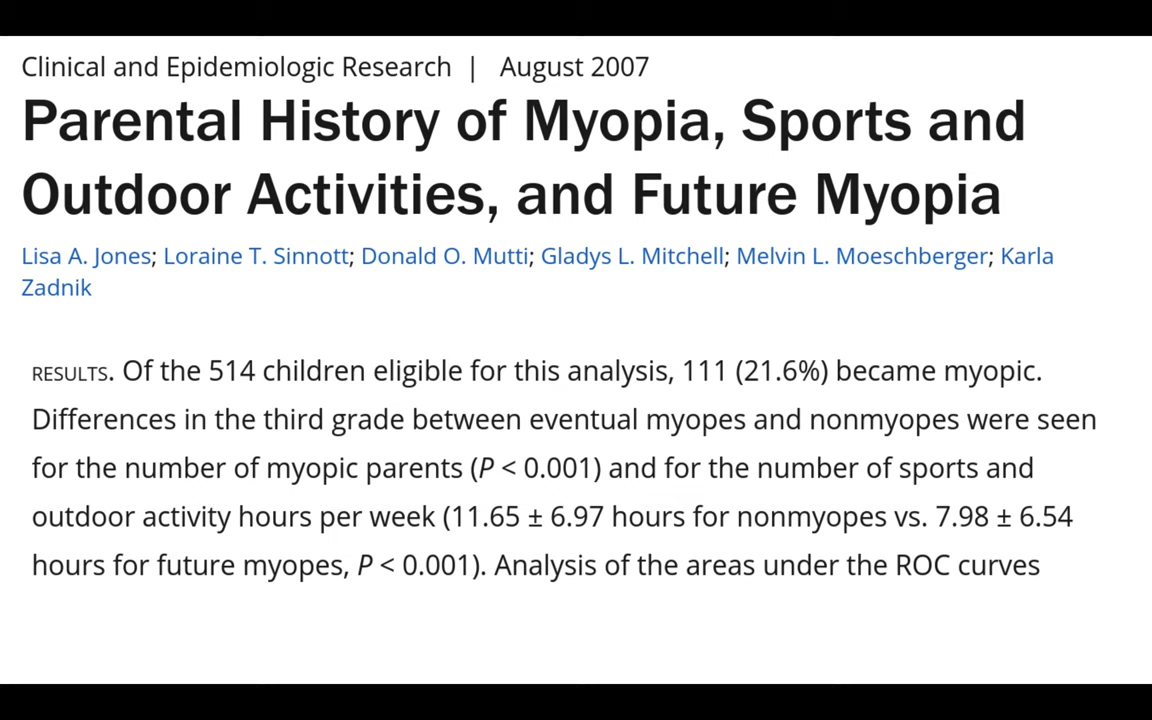 Clinical and Epidemiologic Research | August 2007
Parental History of Myopia, Sports and
Outdoor Activities, and Future Myopia
Lisa A. Jones; Loraine T. Sinnott; Donald O. Mutti; Gladys L. Mitchell; Melvin L. Moeschberger; Karla
Zadnik
RESULTS. Of the 514 children eligible for this analysis, 111 (21.6%) became myopic.
Differences in the third grade between eventual myopes and nonmyopes were seen
for the number of myopic parents (P < 0.001) and for the number of sports and
outdoor activity hours per week (11.65 ± 6.97 hours for nonmyopes vs. 7.98 ± 6.54
hours for future myopes, P < 0.001). Analysis of the areas under the ROC curves